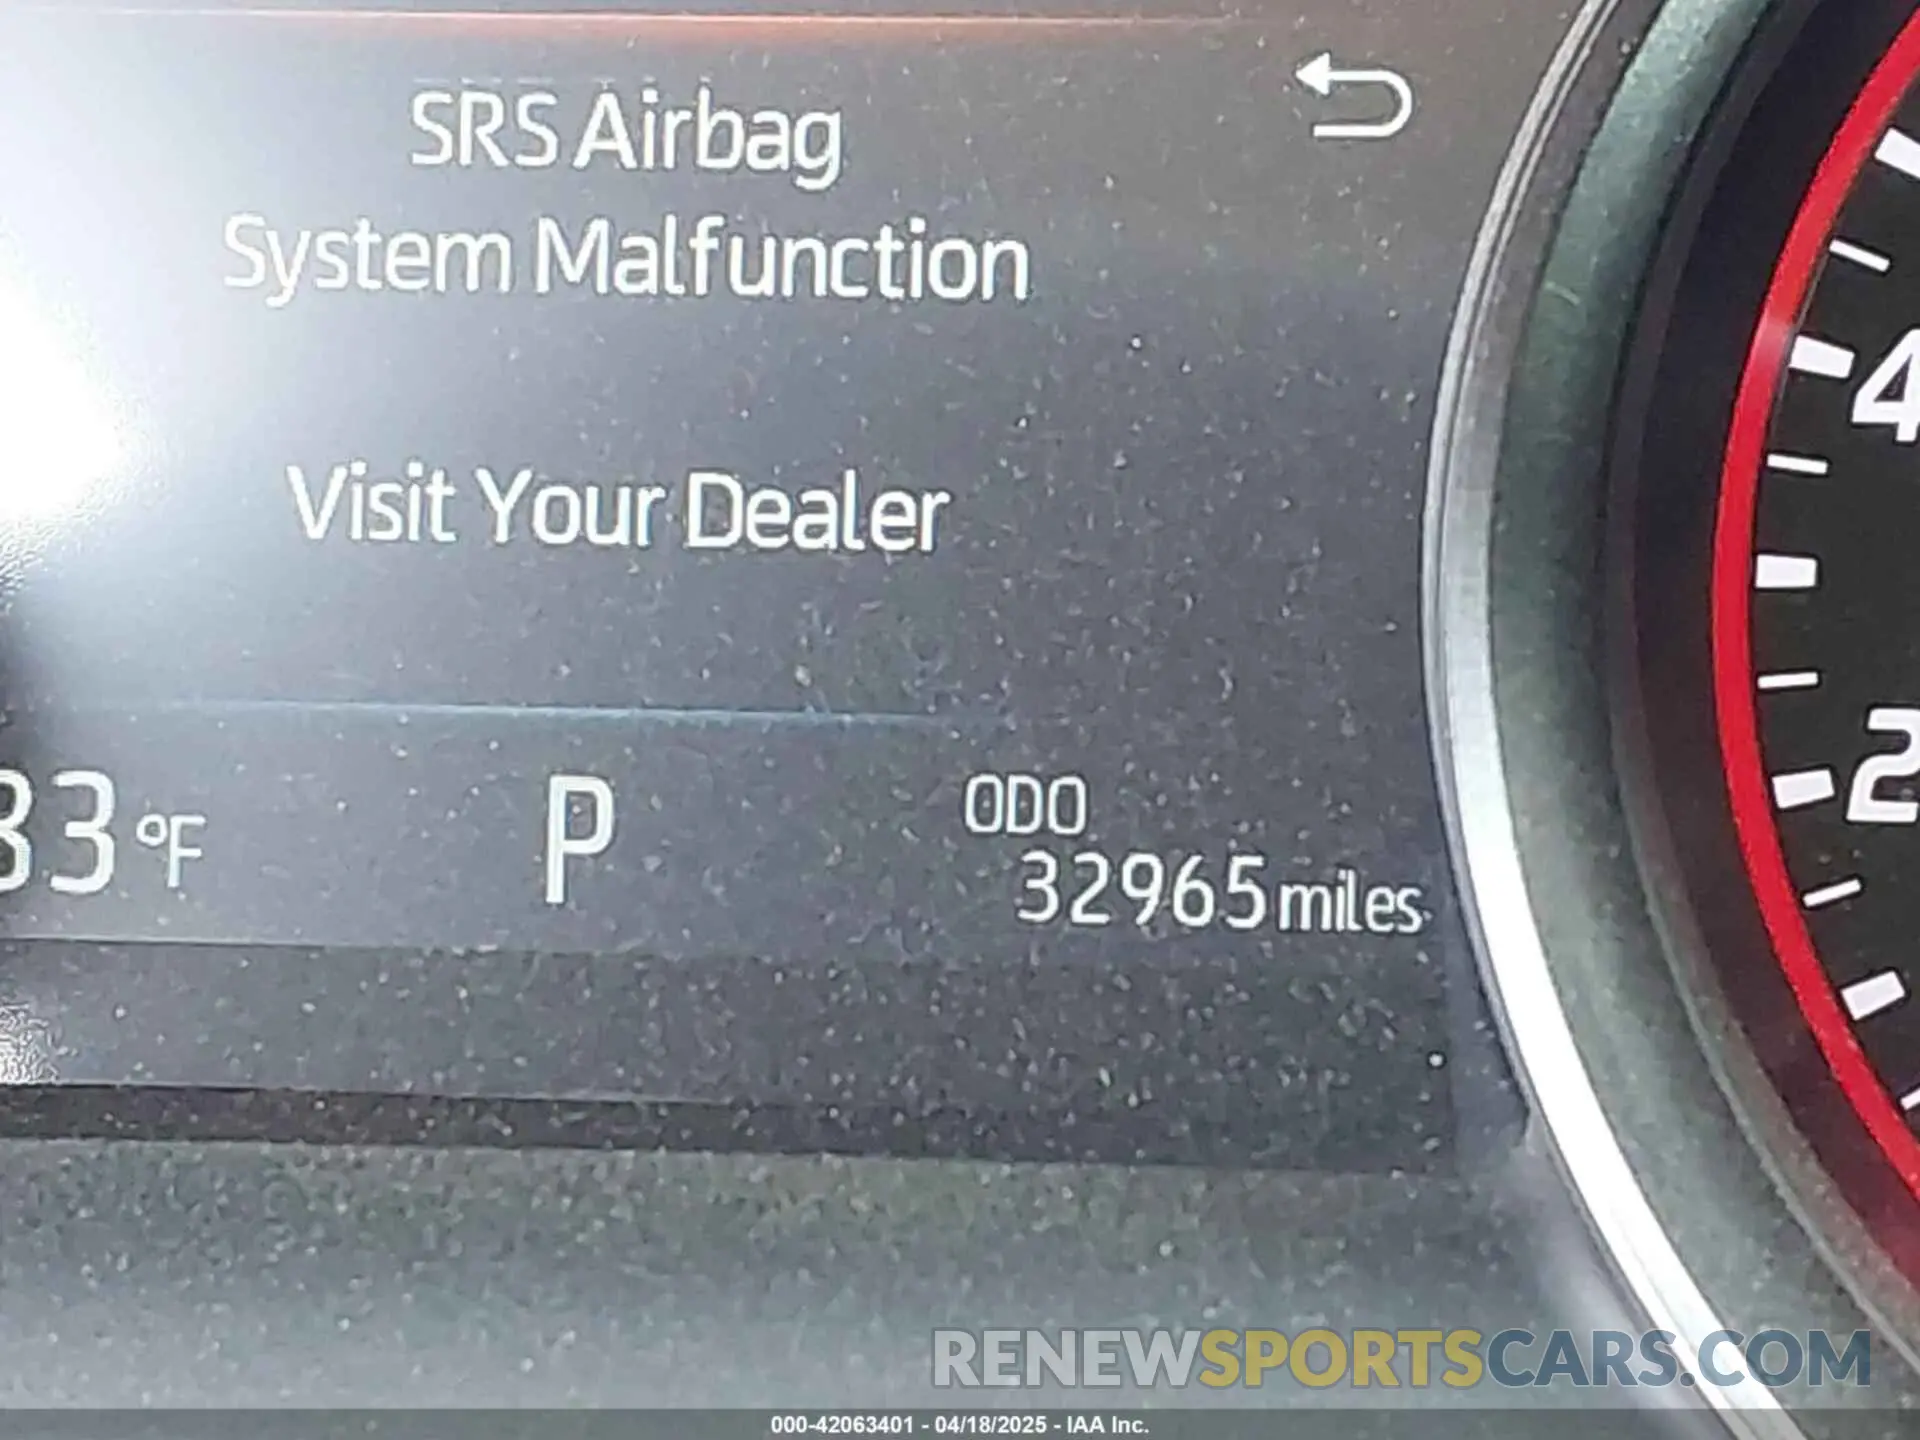 SRS Airbag
System Malfunction
Visit Your Dealer
83 °F
P
ODO
32965 miles
4
2
RENEWSPORTSCARS.COM
000-42063401 - 04/18/2025 - IAA Inc.